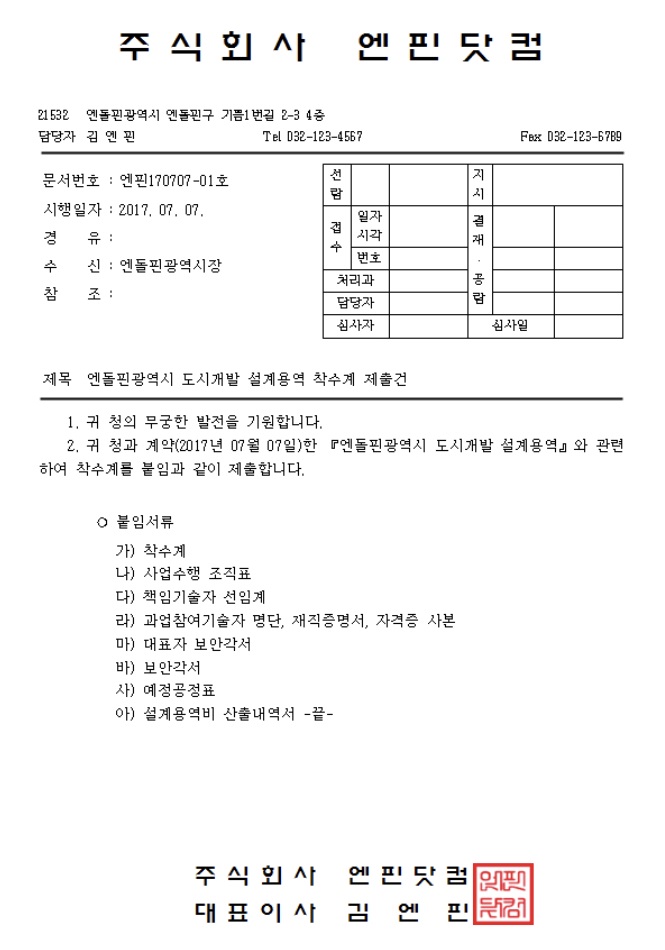 주식회사 엔핀닷컴
21532 엔돌핀광역시 엔돌핀구 기쁨1번길 2-3 4층
담당자 김 엔 핀 Tel 032-123-4567 Fax 032-123-6789
문서번호 : 엔핀170707-01호
시행일자 : 2017. 07. 07.
경 유 :
수 신 : 엔돌핀광역시장
참 조 :
선람 지시
접수 일자 시각 결재·공람
번호
처리과
담당자
심사자 심사일
제목 엔돌핀광역시 도시개발 설계용역 착수계 제출건
1. 귀 청의 무궁한 발전을 기원합니다.
2. 귀 청과 계약(2017년 07월 07일)한 『엔돌핀광역시 도시개발 설계용역』와 관련
하여 착수계를 붙임과 같이 제출합니다.
○ 붙임서류
가) 착수계
나) 사업수행 조직표
다) 책임기술자 선임계
라) 과업참여기술자 명단, 재직증명서, 자격증 사본
마) 대표자 보안각서
바) 보안각서
사) 예정공정표
아) 설계용역비 산출내역서 -끝-
주식회사 엔핀닷컴
대표이사 김 엔 핀
엔핀
닷컴